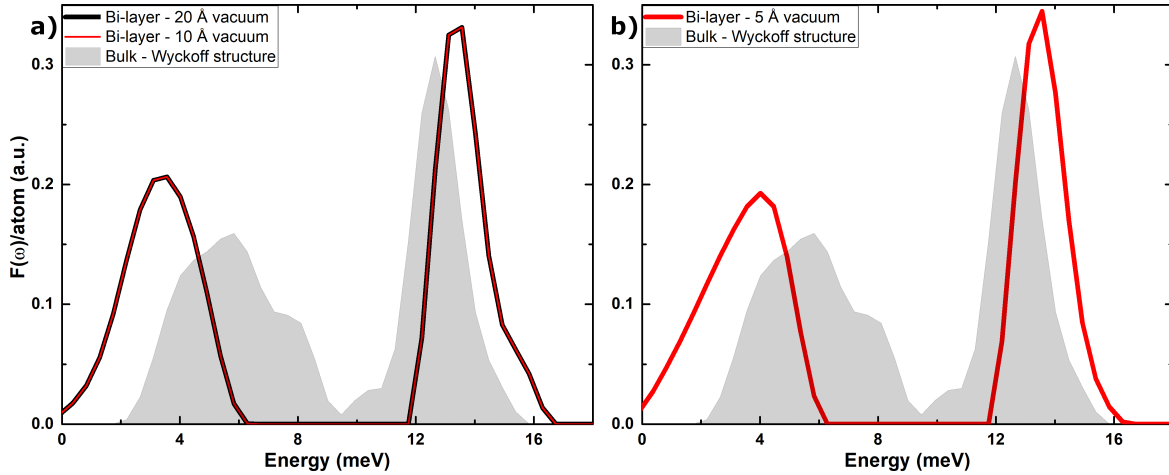 a)
Bi-layer - 20 Å vacuum
Bi-layer - 10 Å vacuum
Bulk - Wyckoff structure
F(ω)/atom (a.u.)
0.3
0.2
0.1
0.0
0 4 8 12 16
Energy (meV)
b)
Bi-layer - 5 Å vacuum
Bulk - Wyckoff structure
0.3
0.2
0.1
0.0
0 4 8 12 16
Energy (meV)